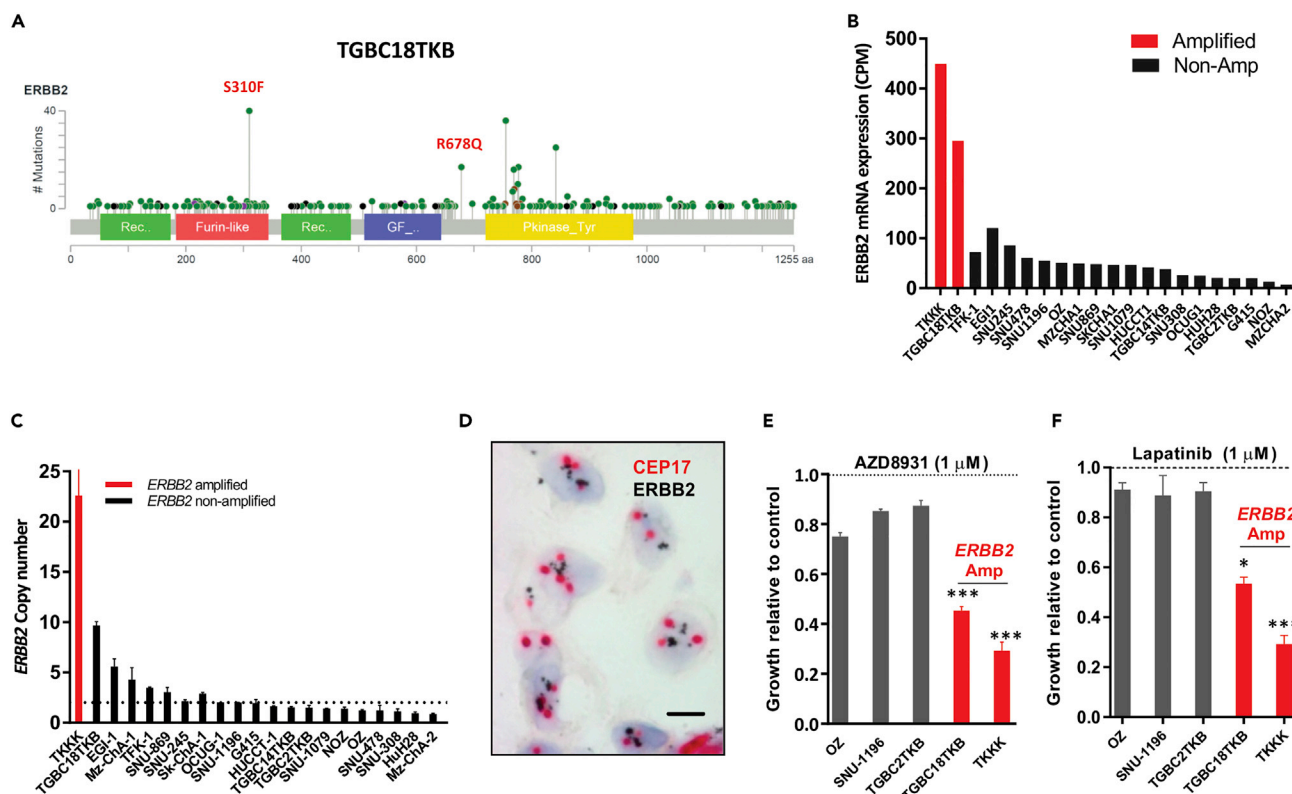 A
TGBC18TKB
ERBB2
S310F
R678Q
40
# Mutations
0
Rec..
Furin-like
Rec..
GF_..
Pkinase_Tyr
0
200
400
600
800
1000
1255 aa
B
Amplified
Non-Amp
ERBB2 mRNA expression (CPM)
500
400
300
200
100
0
TKKK
TGBC18TKB
TFK-1
EGI1
SNU245
SNU478
SNU1196
OZ
MZCHA1
SNU869
SKCHA1
SNU1079
HUCCT1
TGBC14TKB
SNU308
OCUG1
HUH28
TGBC2TKB
G415
NOZ
MZCHA2
C
ERBB2 Copy number
25
20
15
10
5
0
ERBB2 amplified
ERBB2 non-amplified
TKKK
TGBC18TKB
EGI-1
Mz-ChA-1
TFK-1
SNU-869
SNU-245
Sk-ChA-1
OCUG-1
SNU-1196
G415
HUCCT-1
TGBC14TKB
TGBC2TKB
SNU-1079
NOZ
OZ
SNU-478
SNU-308
HuH28
Mz-ChA-2
D
CEP17
ERBB2
E
AZD8931 (1 μM)
Growth relative to control
1.0
0.8
0.6
0.4
0.2
0.0
ERBB2
Amp
***
***
OZ
SNU-1196
TGBC2TKB
TGBC18TKB
TKKK
F
Lapatinib (1 μM)
Growth relative to control
1.0
0.8
0.6
0.4
0.2
0.0
ERBB2
Amp
*
***
OZ
SNU-1196
TGBC2TKB
TGBC18TKB
TKKK